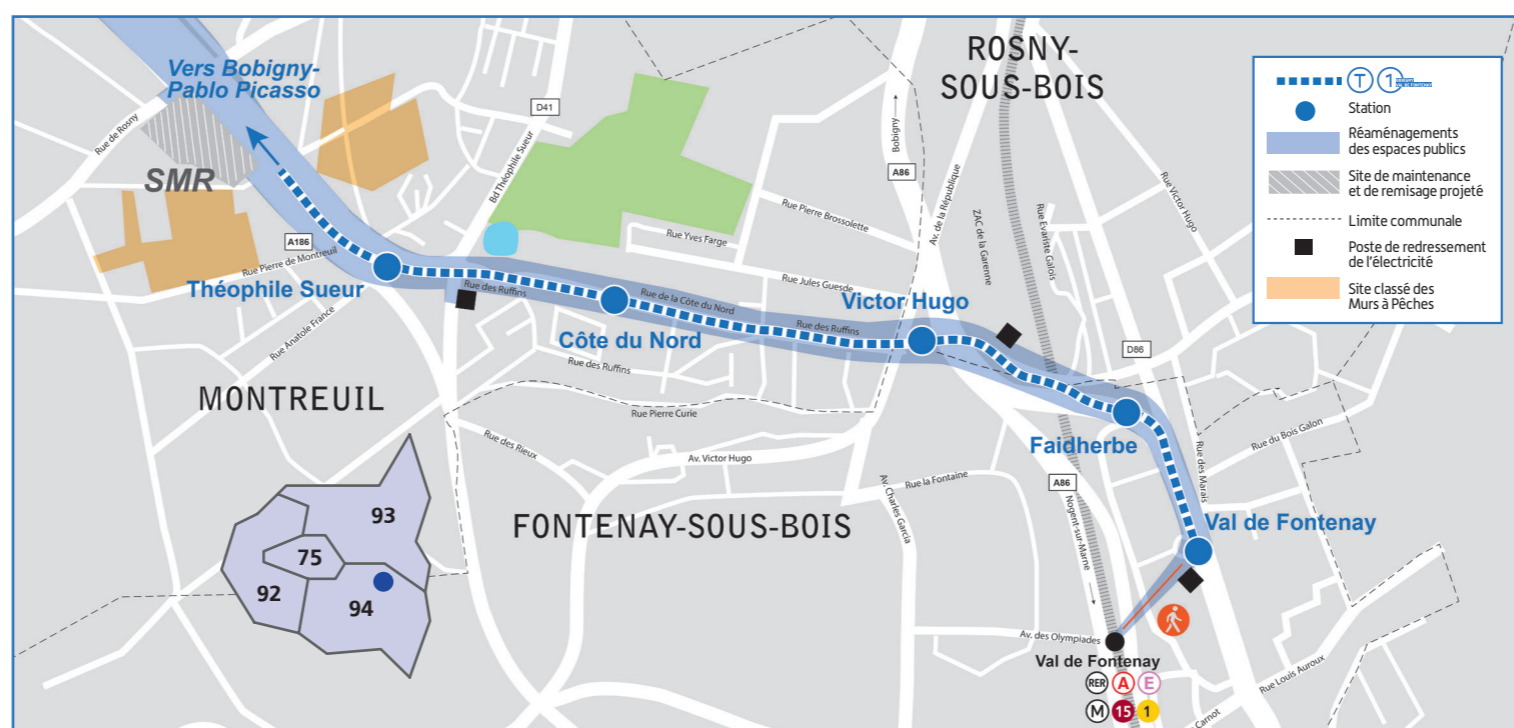 Vers Bobigny-
Pablo Picasso
ROSNY-
SOUS-BOIS
T 1
Station
Réaménagements
des espaces publics
Site de maintenance
et de remisage projeté
Limite communale
Poste de redressement
de l'électricité
Site classé des
Murs à Pêches
D41
Rue de Rosny
SMR
Bd Théophile Sueur
Bobigny
A86
Rue Victor Hugo
Rue Pierre Brossolette
Av. de la République
ZAC de la Garenne
Rue Evariste Galois
Rue Yves Farge
A186
Rue Pierre de Montreuil
Théophile Sueur
Rue des Ruffins
Rue de la Côte du Nord
Rue Jules Guesde
Victor Hugo
Rue des Ruffins
Côte du Nord
Rue Anatole France
Rue des Ruffins
D86
MONTREUIL
Rue Pierre Curie
Faidherbe
Rue du Bois Galon
Rue des Rieux
Av. Victor Hugo
Rue des Marais
Rue la Fontaine
A86
Av. Charles Garcia
Nogent-sur-Marne
FONTENAY-SOUS-BOIS
Val de Fontenay
93
75
92
94
Av. des Olympiades
Val de Fontenay
RER A E
M 15 1
Rue Louis Auroux
Carnot